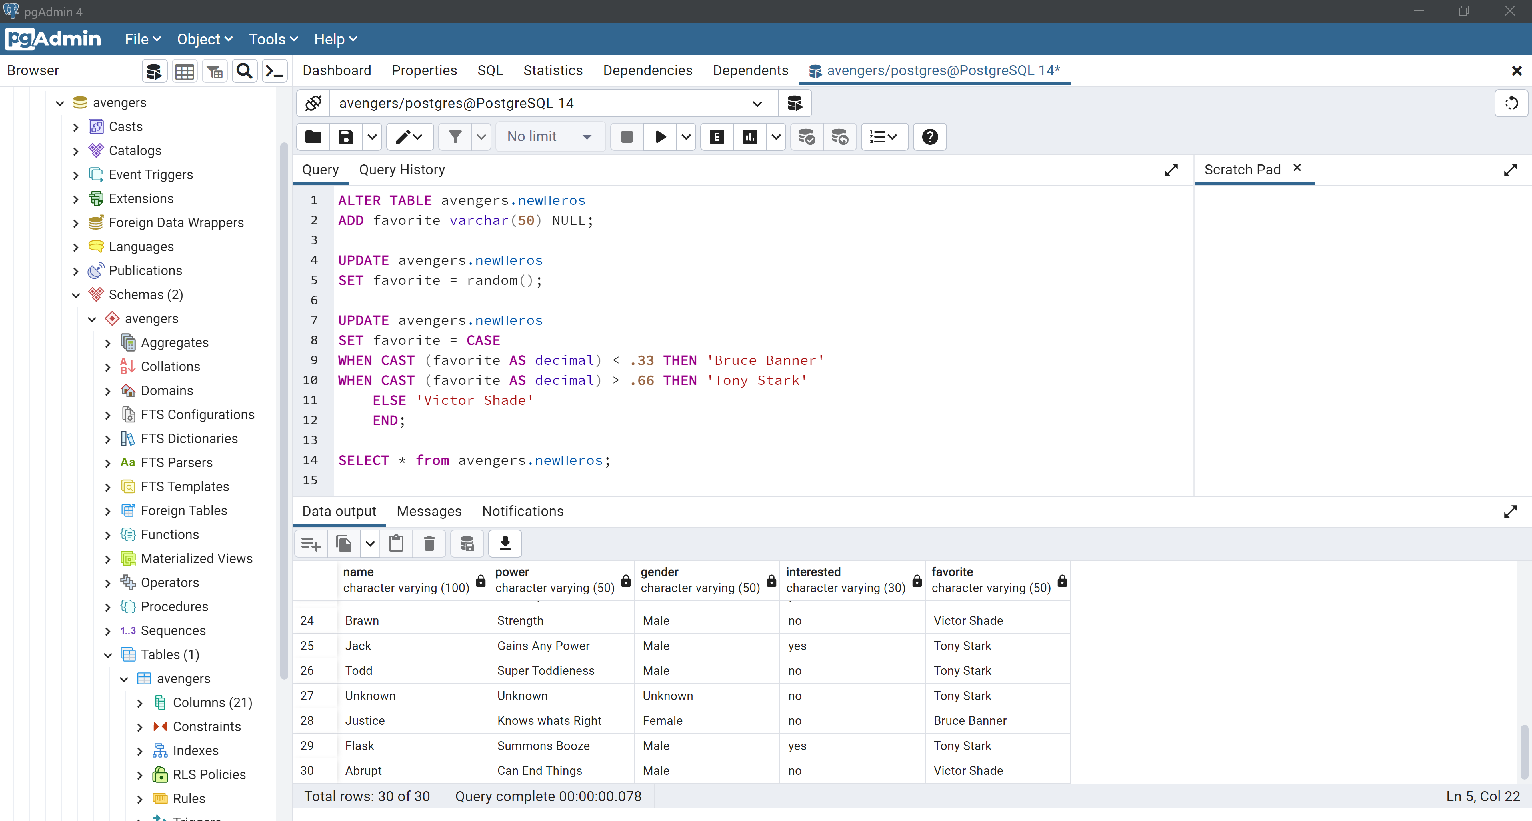 pgAdmin 4
pgAdmin File Object Tools Help
Browser
Dashboard Properties SQL Statistics Dependencies Dependents avengers/postgres@PostgreSQL 14*
avengers
Casts
Catalogs
Event Triggers
Extensions
Foreign Data Wrappers
Languages
Publications
Schemas (2)
avengers
Aggregates
Collations
Domains
FTS Configurations
FTS Dictionaries
Aa FTS Parsers
FTS Templates
Foreign Tables
Functions
Materialized Views
Operators
Procedures
1..3 Sequences
Tables (1)
avengers
Columns (21)
Constraints
Indexes
RLS Policies
Rules
avengers/postgres@PostgreSQL 14
No limit
Query Query History
Scratch Pad
1 ALTER TABLE avengers.newHeros
2 ADD favorite varchar(50) NULL;
3
4 UPDATE avengers.newHeros
5 SET favorite = random();
6
7 UPDATE avengers.newHeros
8 SET favorite = CASE
9 WHEN CAST (favorite AS decimal) < .33 THEN 'Bruce Banner'
10 WHEN CAST (favorite AS decimal) > .66 THEN 'Tony Stark'
11 ELSE 'Victor Shade'
12 END;
13
14 SELECT * from avengers.newHeros;
15
Data output Messages Notifications
name power gender interested favorite
character varying (100) character varying (50) character varying (50) character varying (30) character varying (50)
24 Brawn Strength Male no Victor Shade
25 Jack Gains Any Power Male yes Tony Stark
26 Todd Super Toddieness Male no Tony Stark
27 Unknown Unknown Unknown no Tony Stark
28 Justice Knows whats Right Female no Bruce Banner
29 Flask Summons Booze Male yes Tony Stark
30 Abrupt Can End Things Male no Victor Shade
Total rows: 30 of 30 Query complete 00:00:00.078 Ln 5, Col 22